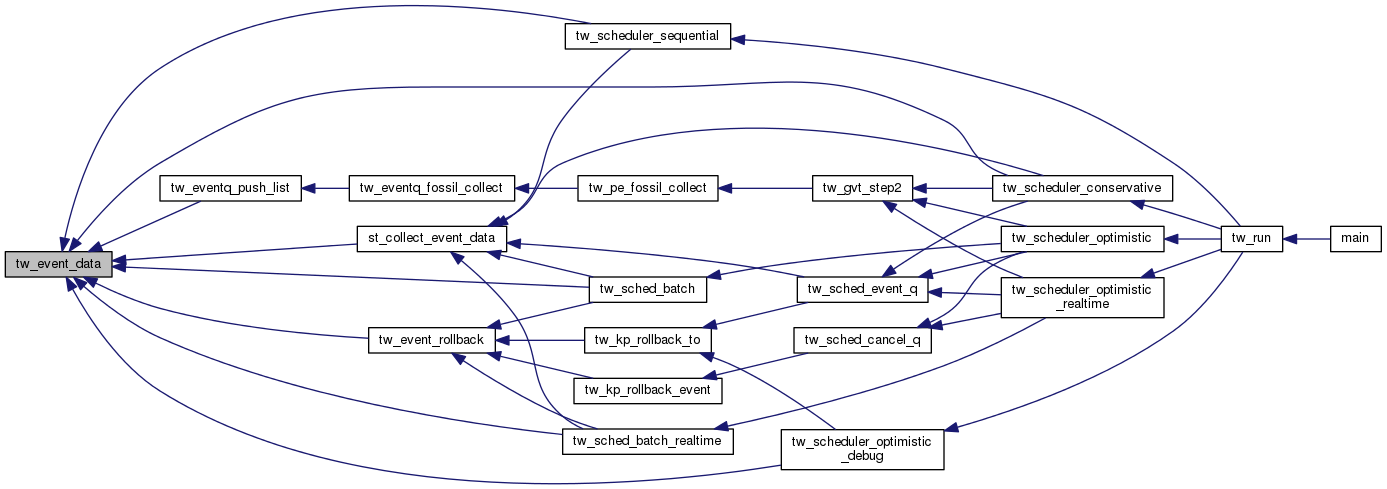 tw_scheduler_sequential
tw_eventq_push_list
tw_eventq_fossil_collect
tw_pe_fossil_collect
tw_gvt_step2
tw_scheduler_conservative
st_collect_event_data
tw_scheduler_optimistic
tw_run
main
tw_event_data
tw_sched_batch
tw_sched_event_q
tw_scheduler_optimistic
_realtime
tw_event_rollback
tw_kp_rollback_to
tw_sched_cancel_q
tw_kp_rollback_event
tw_sched_batch_realtime
tw_scheduler_optimistic
_debug